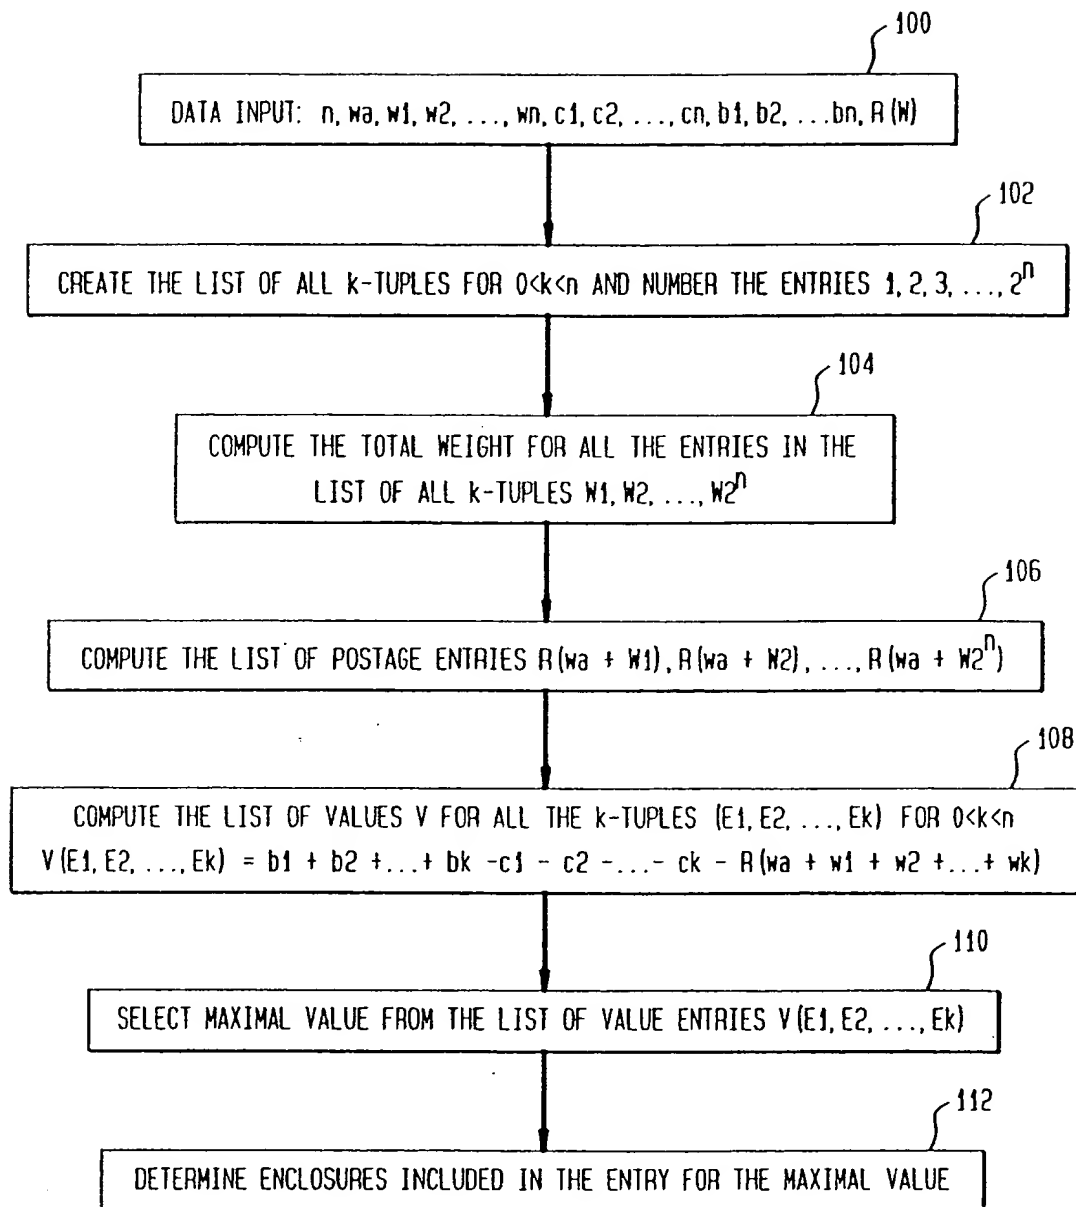 100
DATA INPUT: n, wa, w1, w2, ..., wn, c1, c2, ..., cn, b1, b2, ...bn, R(W)
102
CREATE THE LIST OF ALL k-TUPLES FOR 0<k<n AND NUMBER THE ENTRIES 1, 2, 3, ..., 2^n
104
COMPUTE THE TOTAL WEIGHT FOR ALL THE ENTRIES IN THE
LIST OF ALL k-TUPLES W1, W2, ..., W2^n
106
COMPUTE THE LIST OF POSTAGE ENTRIES R(wa + W1), R(wa + W2), ..., R(wa + W2^n)
108
COMPUTE THE LIST OF VALUES V FOR ALL THE k-TUPLES (E1, E2, ..., Ek) FOR 0<k<n
V(E1, E2, ..., Ek) = b1 + b2 +...+ bk -c1 - c2 -...- ck - R(wa + w1 + w2 +...+ wk)
110
SELECT MAXIMAL VALUE FROM THE LIST OF VALUE ENTRIES V(E1, E2, ..., Ek)
112
DETERMINE ENCLOSURES INCLUDED IN THE ENTRY FOR THE MAXIMAL VALUE